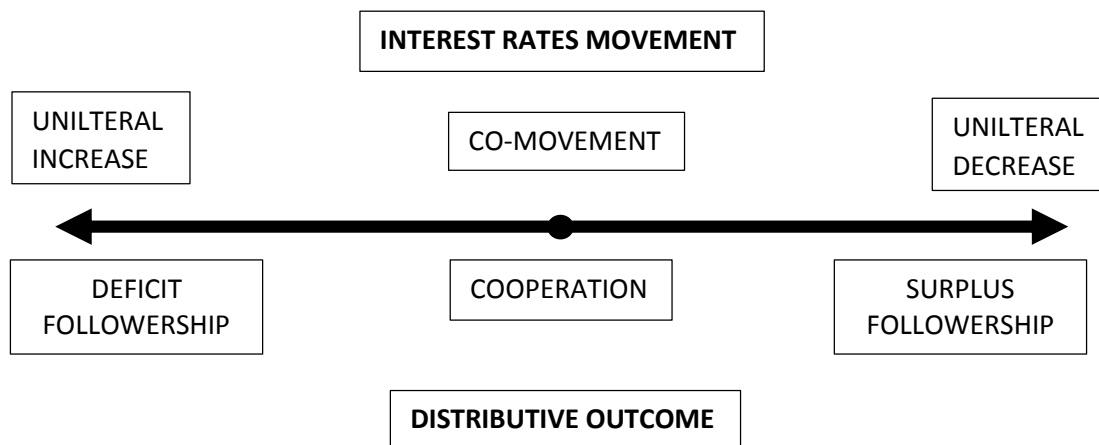 INTEREST RATES MOVEMENT
UNILTERAL
INCREASE
CO-MOVEMENT
UNILTERAL
DECREASE
DEFICIT
FOLLOWERSHIP
COOPERATION
SURPLUS
FOLLOWERSHIP
DISTRIBUTIVE OUTCOME